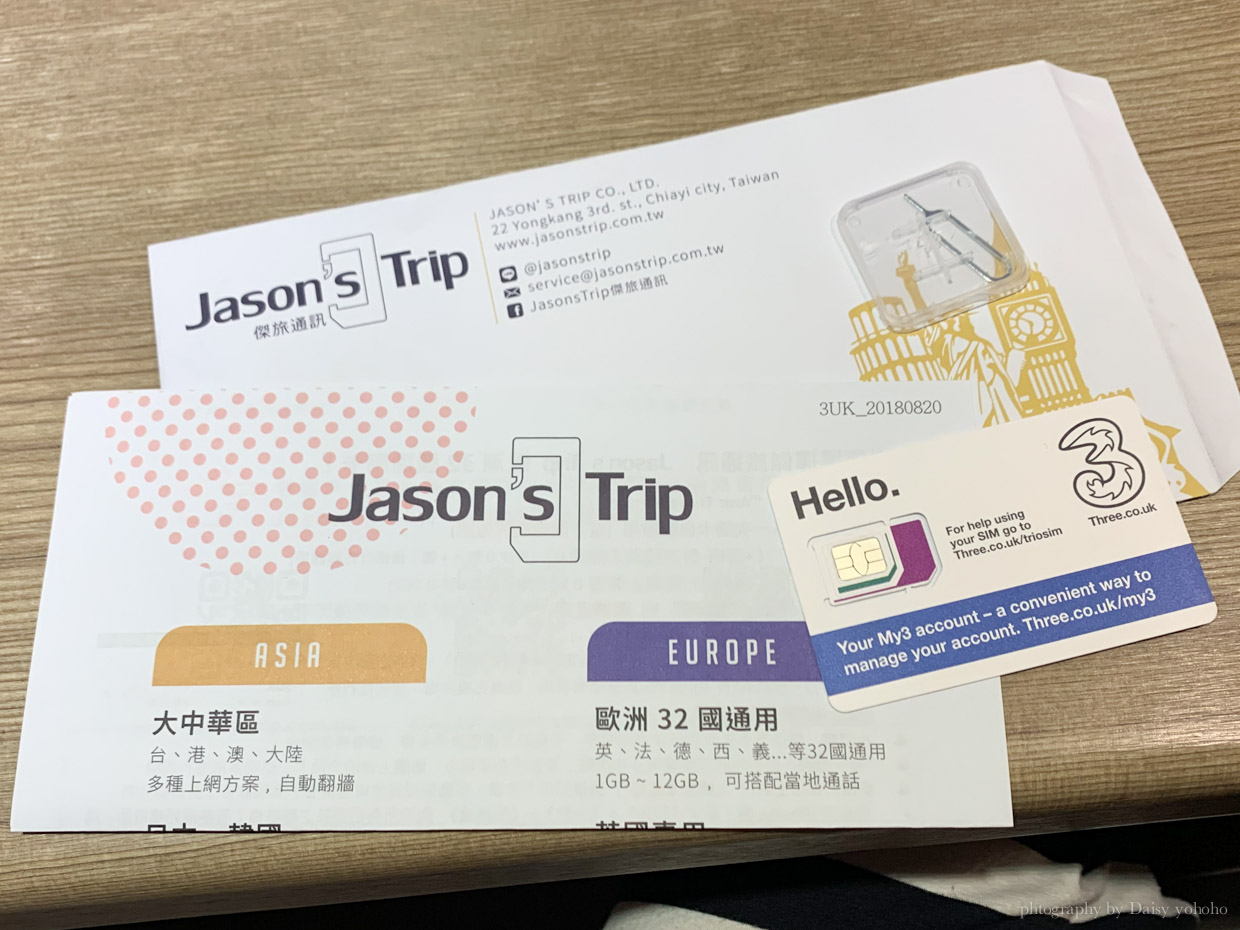 Jason's Trip
傑旅通訊
JASON'S TRIP CO., LTD.
22 Yongkang 3rd. st., Chiayi city, Taiwan
www.jasonstrip.com.tw
@jasonstrip
service@jasonstrip.com.tw
JasonsTrip傑旅通訊
3UK_20180820
Jason's Trip
Hello.
For help using
your SIM go to
Three.co.uk/triosim
Three.co.uk
Your My3 account – a convenient way to
manage your account. Three.co.uk/my3
ASIA
大中華區
台、港、澳、大陸
多種上網方案，自動翻牆
EUROPE
歐洲 32 國通用
英、法、德、西、義...等32國通用
1GB ~ 12GB，可搭配當地通話
phtography by Daisy yohoho